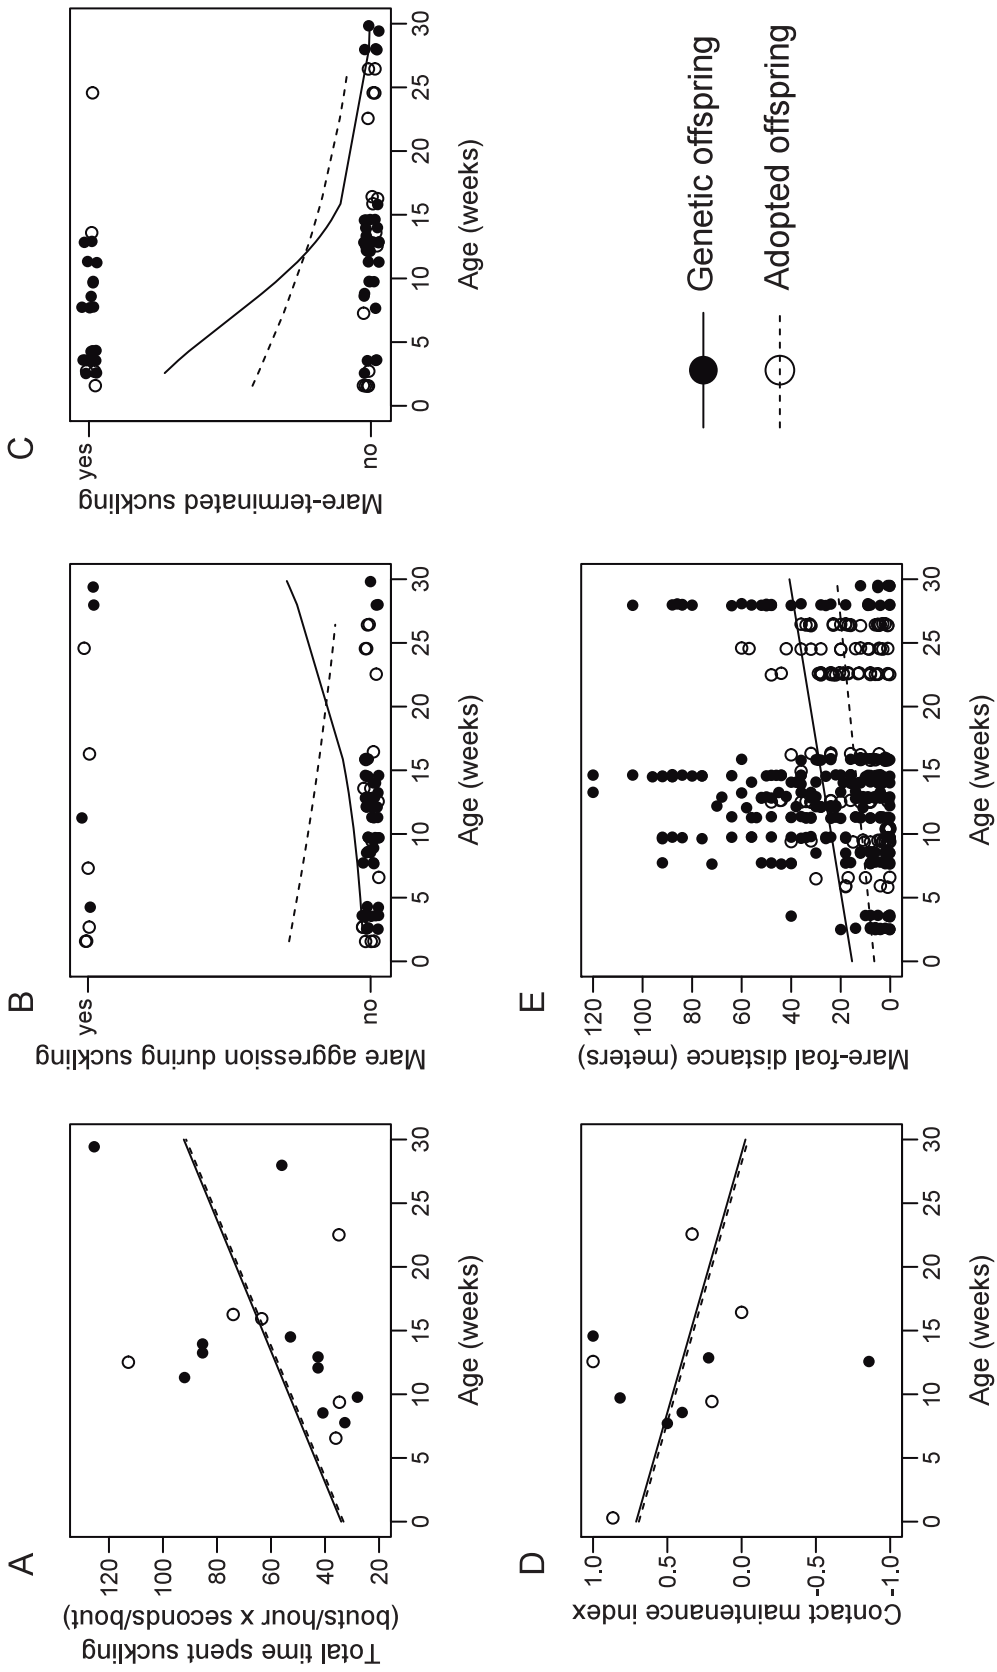 A
Total time spent suckling
(bouts/hour x seconds/bout)
120
100
80
60
40
20
0 5 10 15 20 25 30
Age (weeks)
B
Mare aggression during suckling
yes
no
0 5 10 15 20 25 30
Age (weeks)
C
Mare-terminated suckling
yes
no
0 5 10 15 20 25 30
Age (weeks)
D
Contact maintenance index
1.0
0.5
0.0
-0.5
-1.0
0 5 10 15 20 25 30
Age (weeks)
E
Mare-foal distance (meters)
120
100
80
60
40
20
0
0 5 10 15 20 25 30
Age (weeks)
Genetic offspring
Adopted offspring